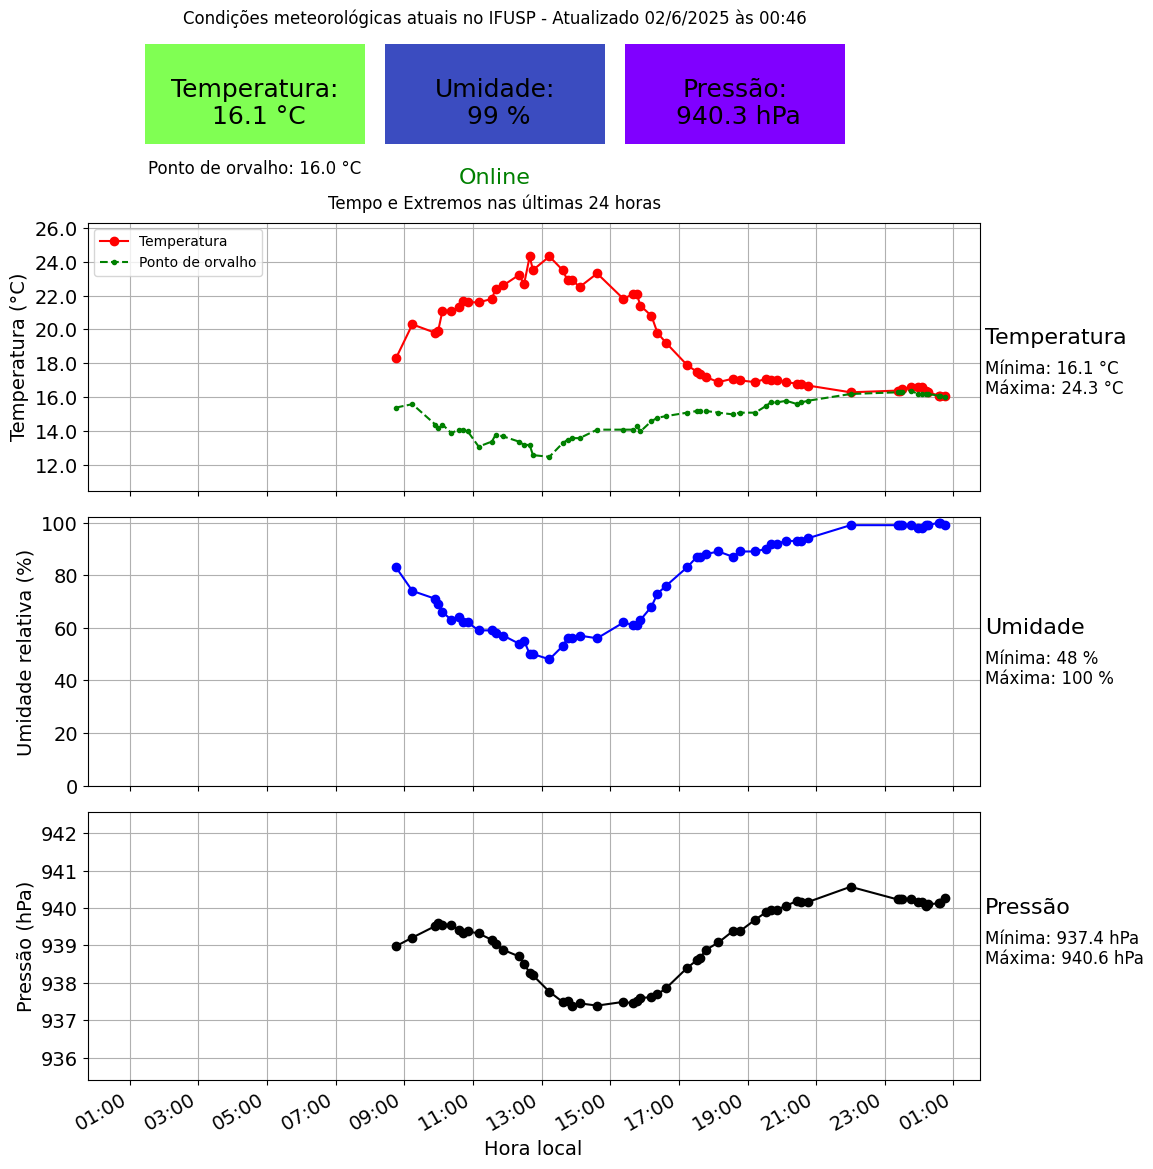 Condições meteorológicas atuais no IFUSP - Atualizado 02/6/2025 às 00:46
Temperatura:
16.1 °C
Umidade:
99 %
Pressão:
940.3 hPa
Ponto de orvalho: 16.0 °C
Online
Tempo e Extremos nas últimas 24 horas
Temperatura (°C)
26.0
24.0
22.0
20.0
18.0
16.0
14.0
12.0
Temperatura
Ponto de orvalho
Temperatura
Mínima: 16.1 °C
Máxima: 24.3 °C
Umidade relativa (%)
100
80
60
40
20
0
Umidade
Mínima: 48 %
Máxima: 100 %
Pressão (hPa)
942
941
940
939
938
937
936
Pressão
Mínima: 937.4 hPa
Máxima: 940.6 hPa
01:00 03:00 05:00 07:00 09:00 11:00 13:00 15:00 17:00 19:00 21:00 23:00 01:00
Hora local